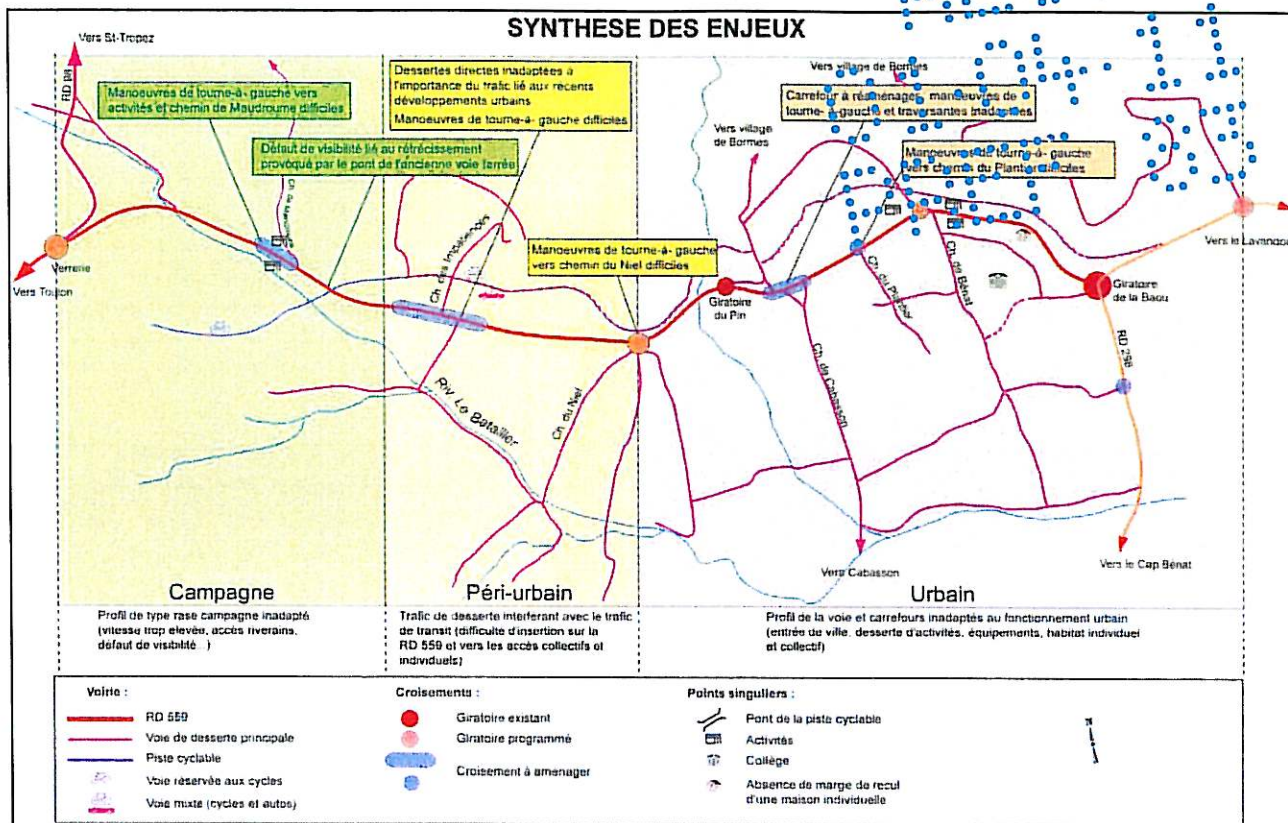 SYNTHESE DES ENJEUX
Vers St-Tropez
RD 98
Manoeuvres de tourne-à- gauche vers
activités et chemin de Maudroume difficiles
Défaut de visibilité lié au rétrécissement
provoqué par le pont de l'ancienne voie ferrée
Dessertes directes inadaptées à
l'importance du trafic lié aux récents
développements urbains
Manoeuvres de tourne-à- gauche difficiles
Manoeuvres de tourne-à- gauche
vers chemin du Niel difficiles
Vers village
de Bormes
Vers village de Bormes
Carrefour à réaménager, manoeuvres de
tourne- à-gauche et traversantes inadaptées
Manoeuvres de tourne-à- gauche
vers chemin du Plantier difficiles
Verrerie
Vers Toulon
Ch. des Impatiences
Riv. Le Batailler
Ch. du Niel
Giratoire
du Pin
Ch. de Cabasson
Ch. du Plantier
Ch. de Bénat
Giratoire
de la Baou
Vers le Lavandou
RD 298
Vers Cabasson
Vers le Cap Bénat
Campagne
Péri-urbain
Urbain
Profil de type rase campagne inadapté
(vitesse trop élevée, accès riverains,
défaut de visibilité...)
Trafic de desserte interférant avec le trafic
de transit (difficulté d'insertion sur la
RD 559 et vers les accès collectifs et
individuels)
Profil de la voie et carrefours inadaptés au fonctionnement urbain
(entrée de ville, desserte d'activités, équipements, habitat individuel
et collectif)
Voirie :
RD 559
Voie de desserte principale
Piste cyclable
Voie réservée aux cycles
Voie mixte (cycles et autos)
Croisements :
Giratoire existant
Giratoire programmé
Croisement à aménager
Points singuliers :
Pont de la piste cyclable
Activités
Collège
Absence de marge de recul
d'une maison individuelle